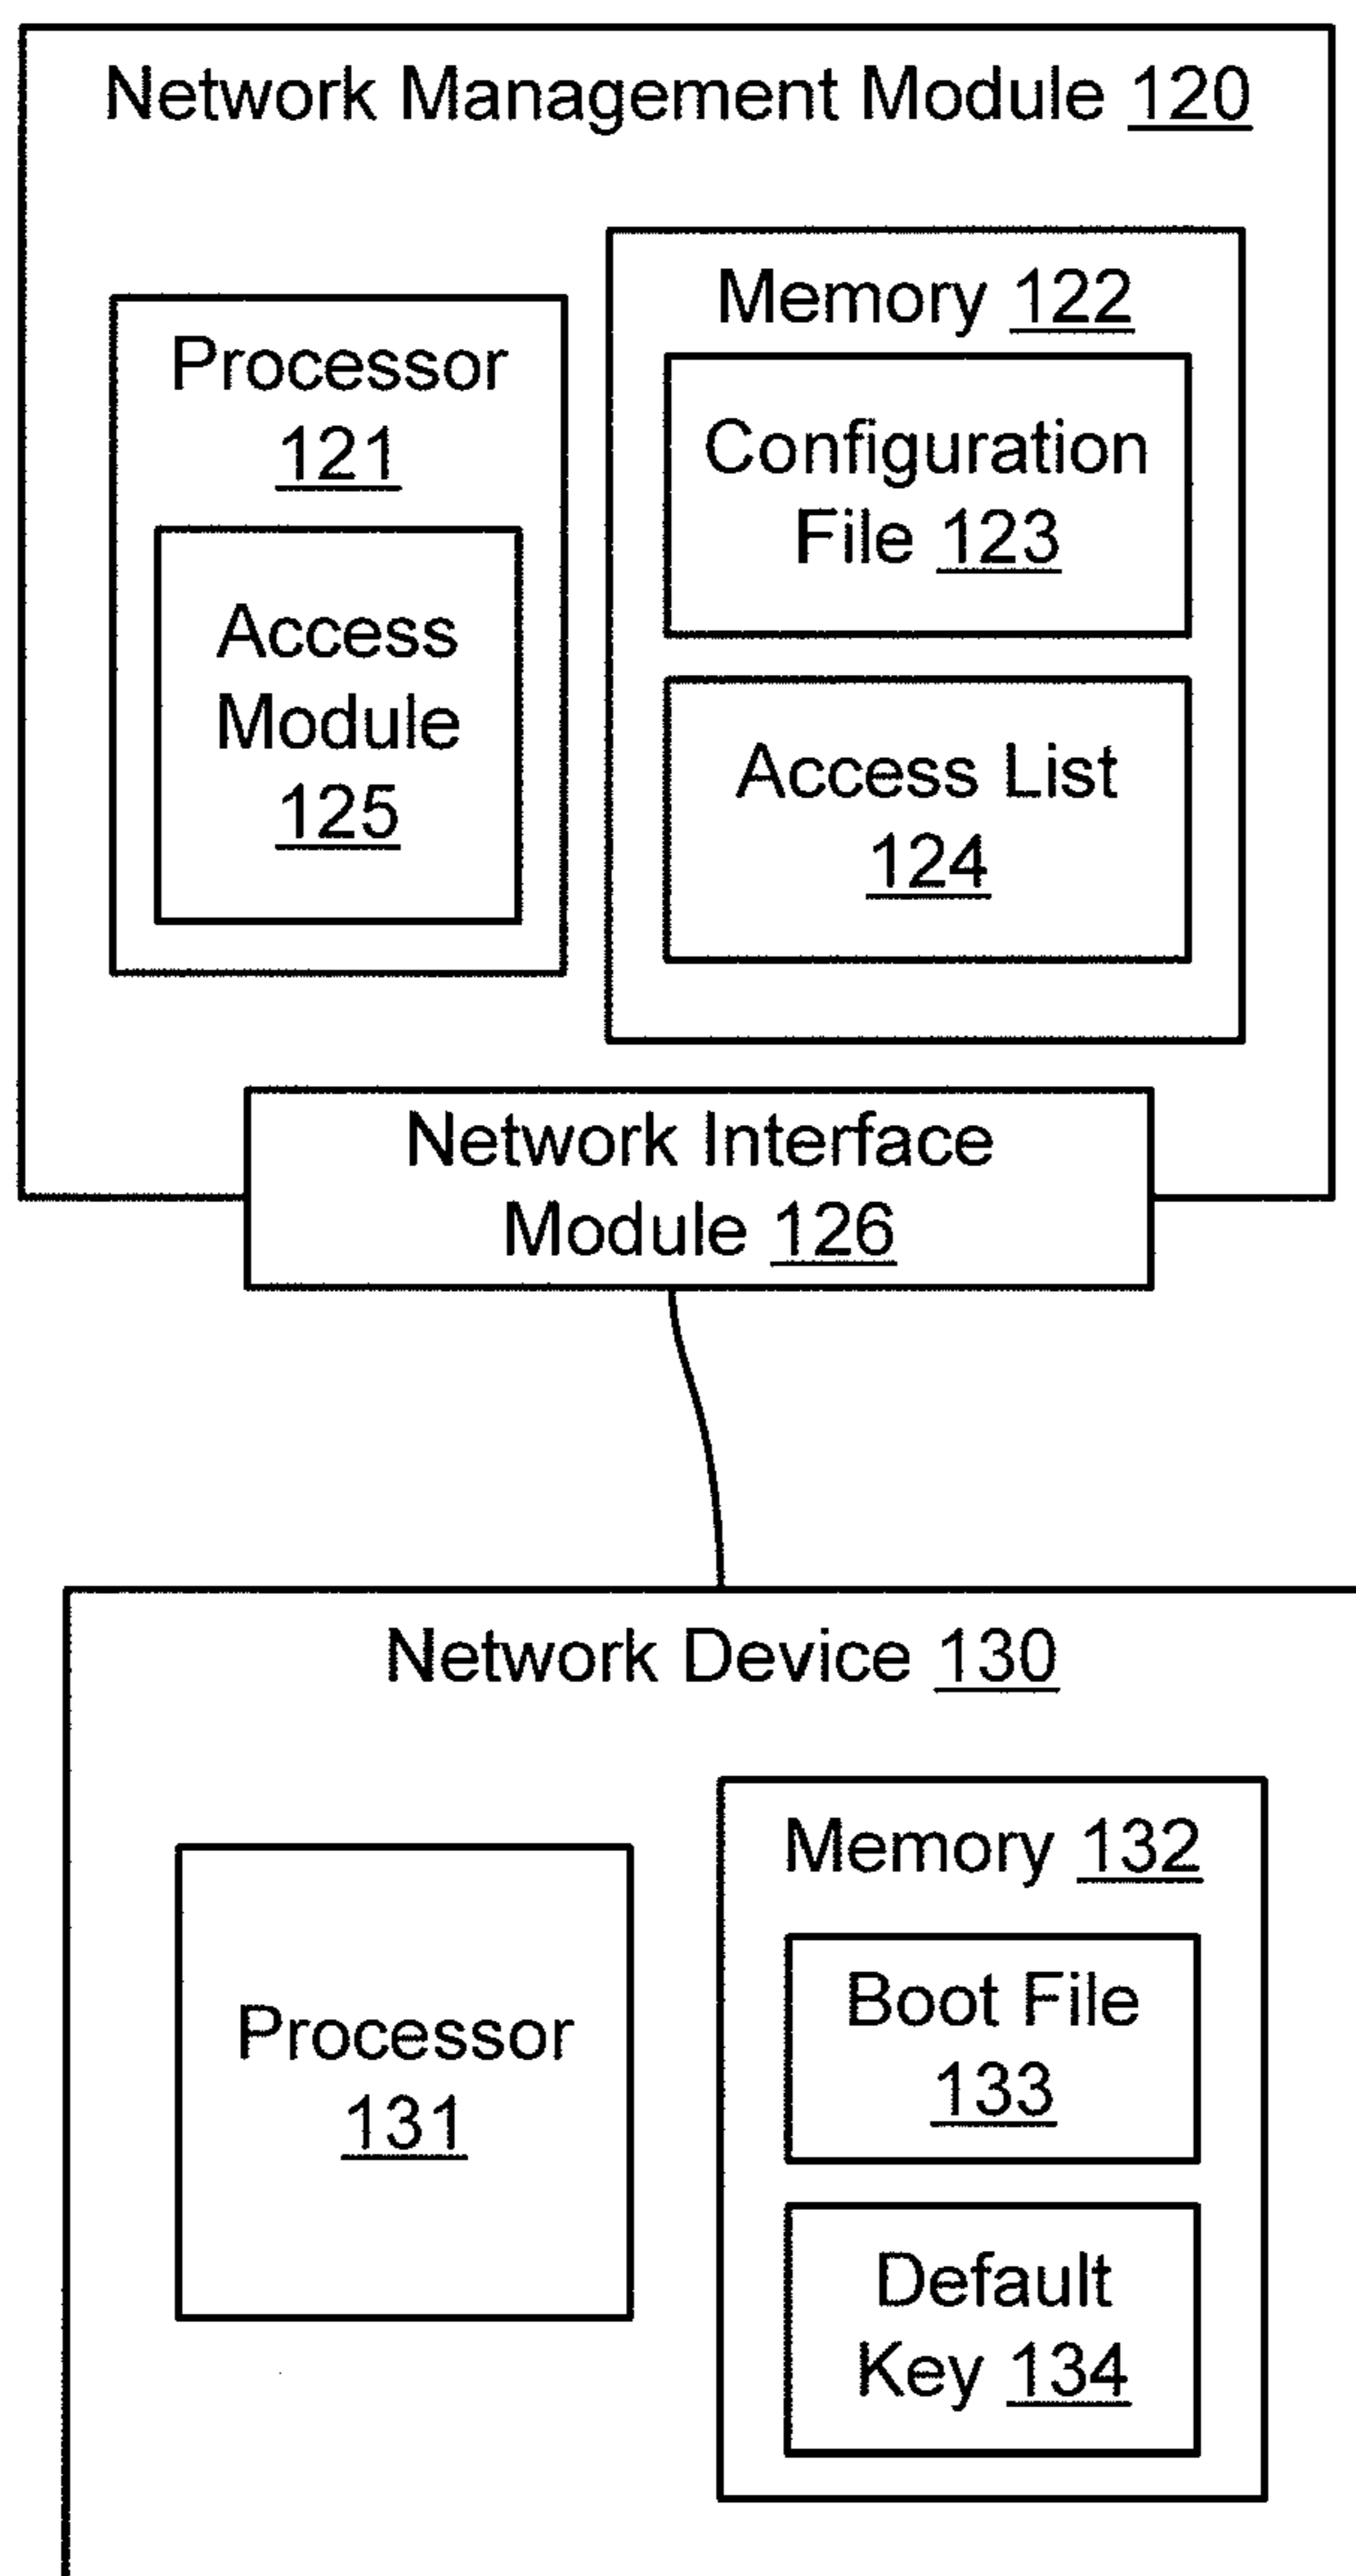 Network Management Module 120
Processor
121
Access
Module
125
Memory 122
Configuration
File 123
Access List
124
Network Interface
Module 126
Network Device 130
Processor
131
Memory 132
Boot File
133
Default
Key 134